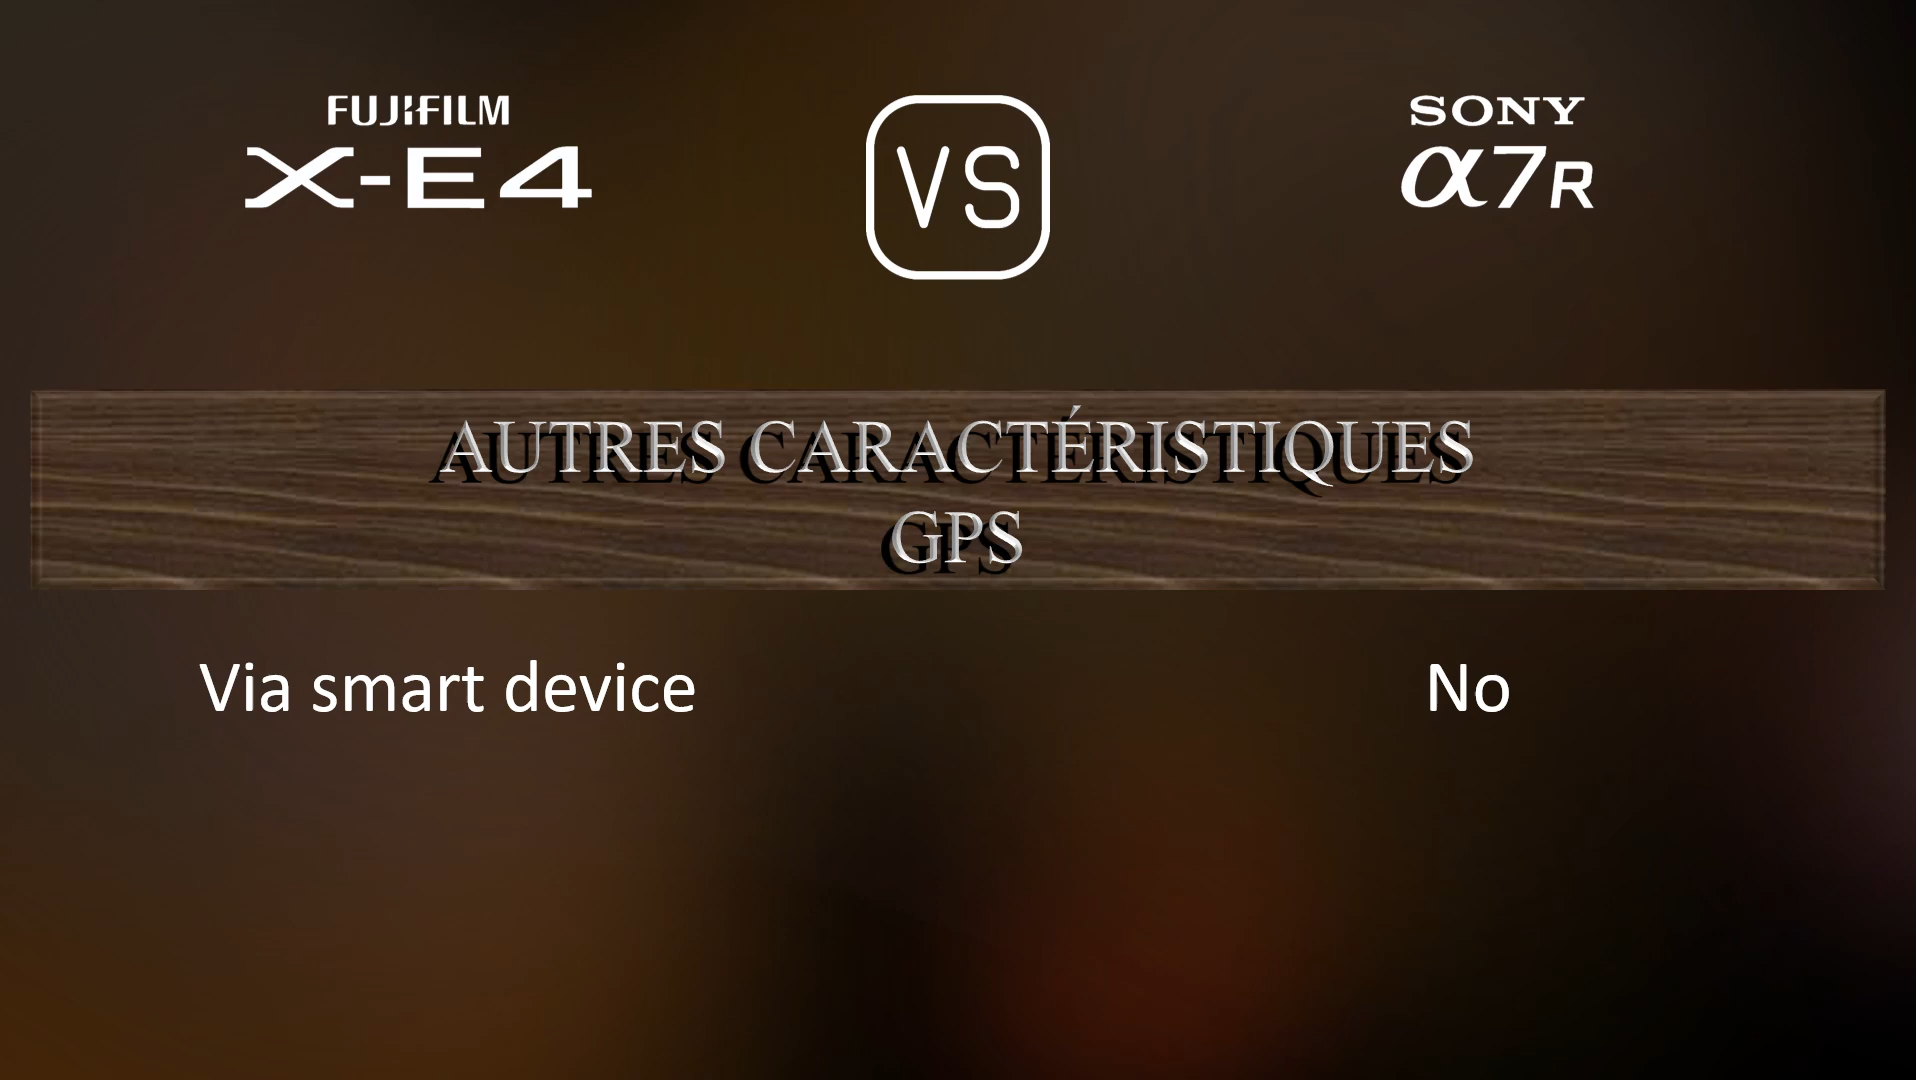 FUJIFILM
X-E4
VS
SONY
α7R
AUTRES CARACTÉRISTIQUES
GPS
Via smart device
No